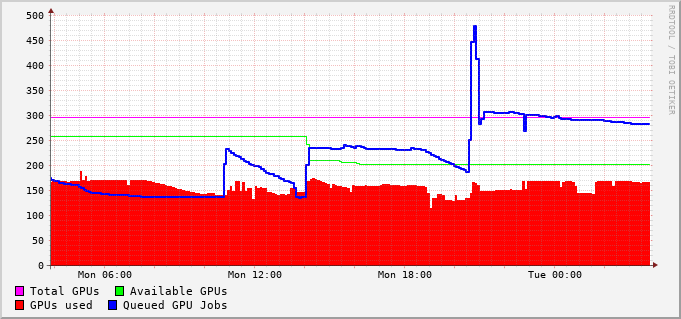 500
450
400
350
300
250
200
150
100
50
0
Mon 06:00 Mon 12:00 Mon 18:00 Tue 00:00
Total GPUs Available GPUs
GPUs used Queued GPU Jobs
RRDTOOL / TOBI OETIKER